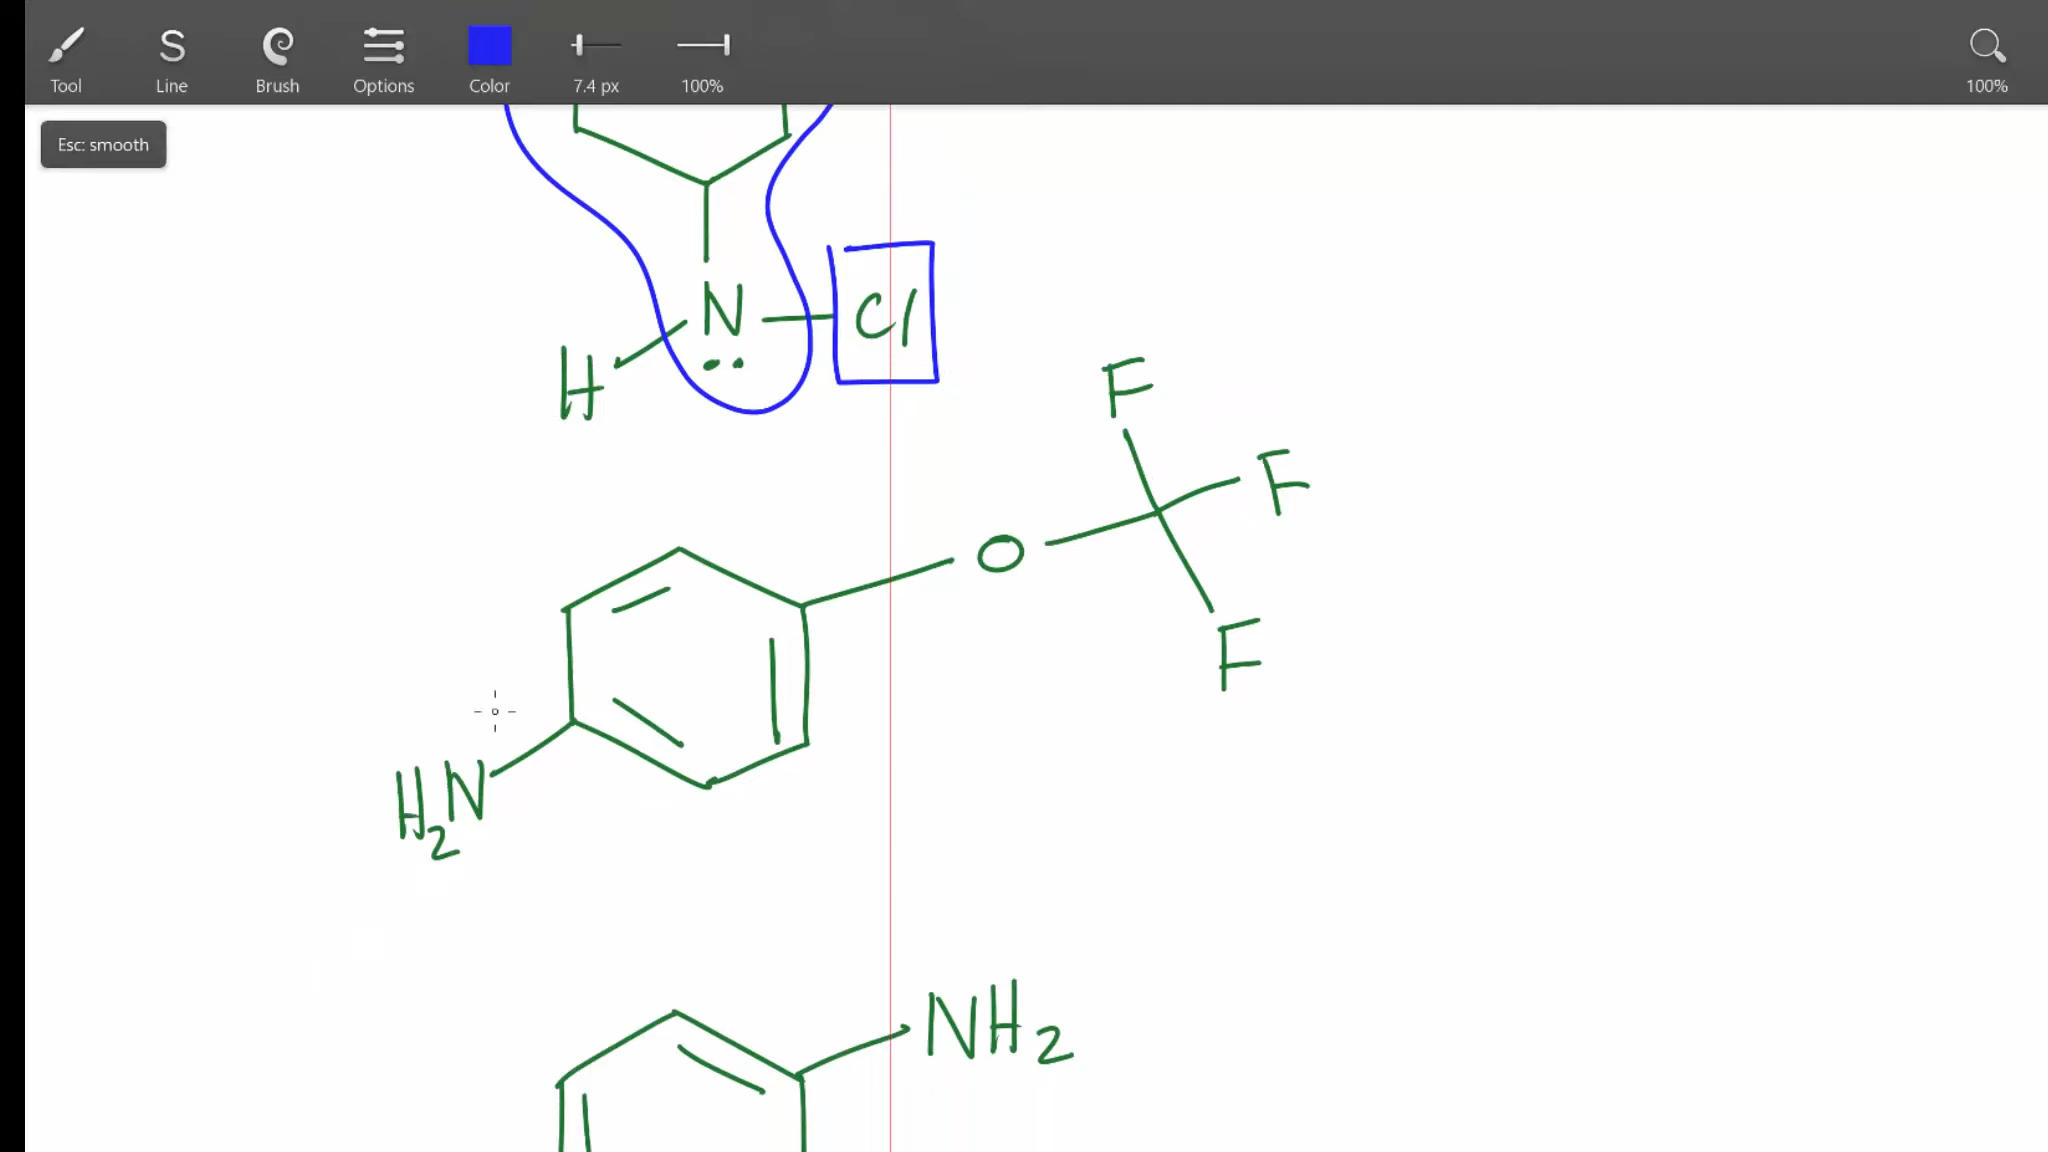 Tool Line Brush Options Color 7.4 px 100% 100%
Esc: smooth
N Cl
H
F
F
O
F
H2N
NH2